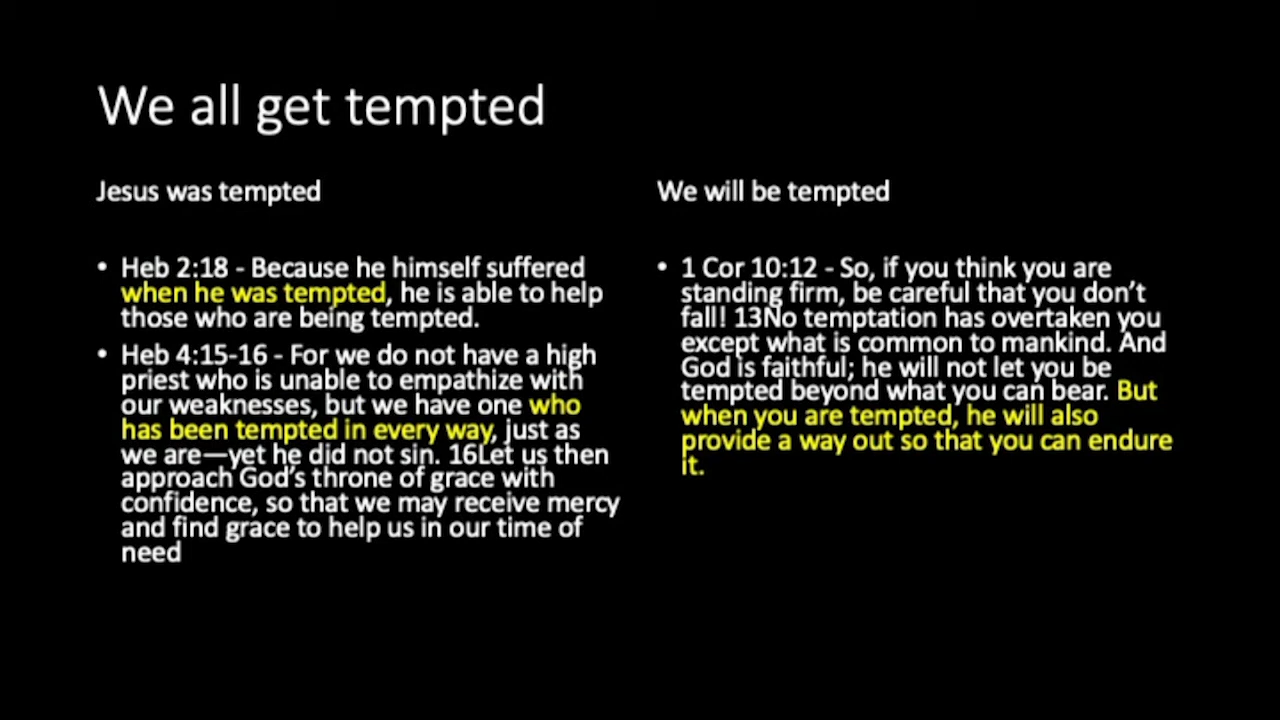 We all get tempted
Jesus was tempted
• Heb 2:18 - Because he himself suffered
when he was tempted, he is able to help
those who are being tempted.
• Heb 4:15-16 - For we do not have a high
priest who is unable to empathize with
our weaknesses, but we have one who
has been tempted in every way, just as
we are—yet he did not sin. 16Let us then
approach God’s throne of grace with
confidence, so that we may receive mercy
and find grace to help us in our time of
need
We will be tempted
• 1 Cor 10:12 - So, if you think you are
standing firm, be careful that you don’t
fall! 13No temptation has overtaken you
except what is common to mankind. And
God is faithful; he will not let you be
tempted beyond what you can bear. But
when you are tempted, he will also
provide a way out so that you can endure
it.